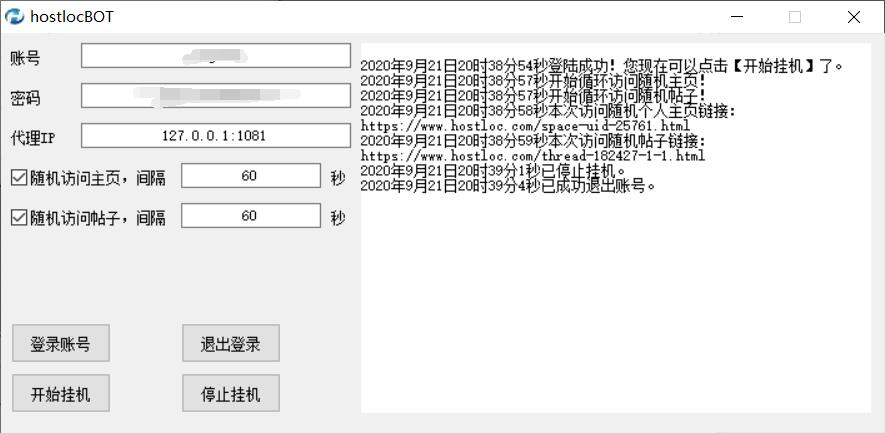 hostlocBOT
账号
密码
代理IP 127.0.0.1:1081
随机访问主页，间隔 60 秒
随机访问帖子，间隔 60 秒
登录账号 退出登录
开始挂机 停止挂机
2020年9月21日20时38分54秒登陆成功！您现在可以点击【开始挂机】了。
2020年9月21日20时38分57秒开始循环访问随机主页！
2020年9月21日20时38分57秒开始循环访问随机帖子！
2020年9月21日20时38分58秒本次访问随机个人主页链接：
https://www.hostloc.com/space-uid-25761.html
2020年9月21日20时38分59秒本次访问随机帖子链接：
https://www.hostloc.com/thread-182427-1-1.html
2020年9月21日20时39分1秒已停止挂机。
2020年9月21日20时39分4秒已成功退出账号。